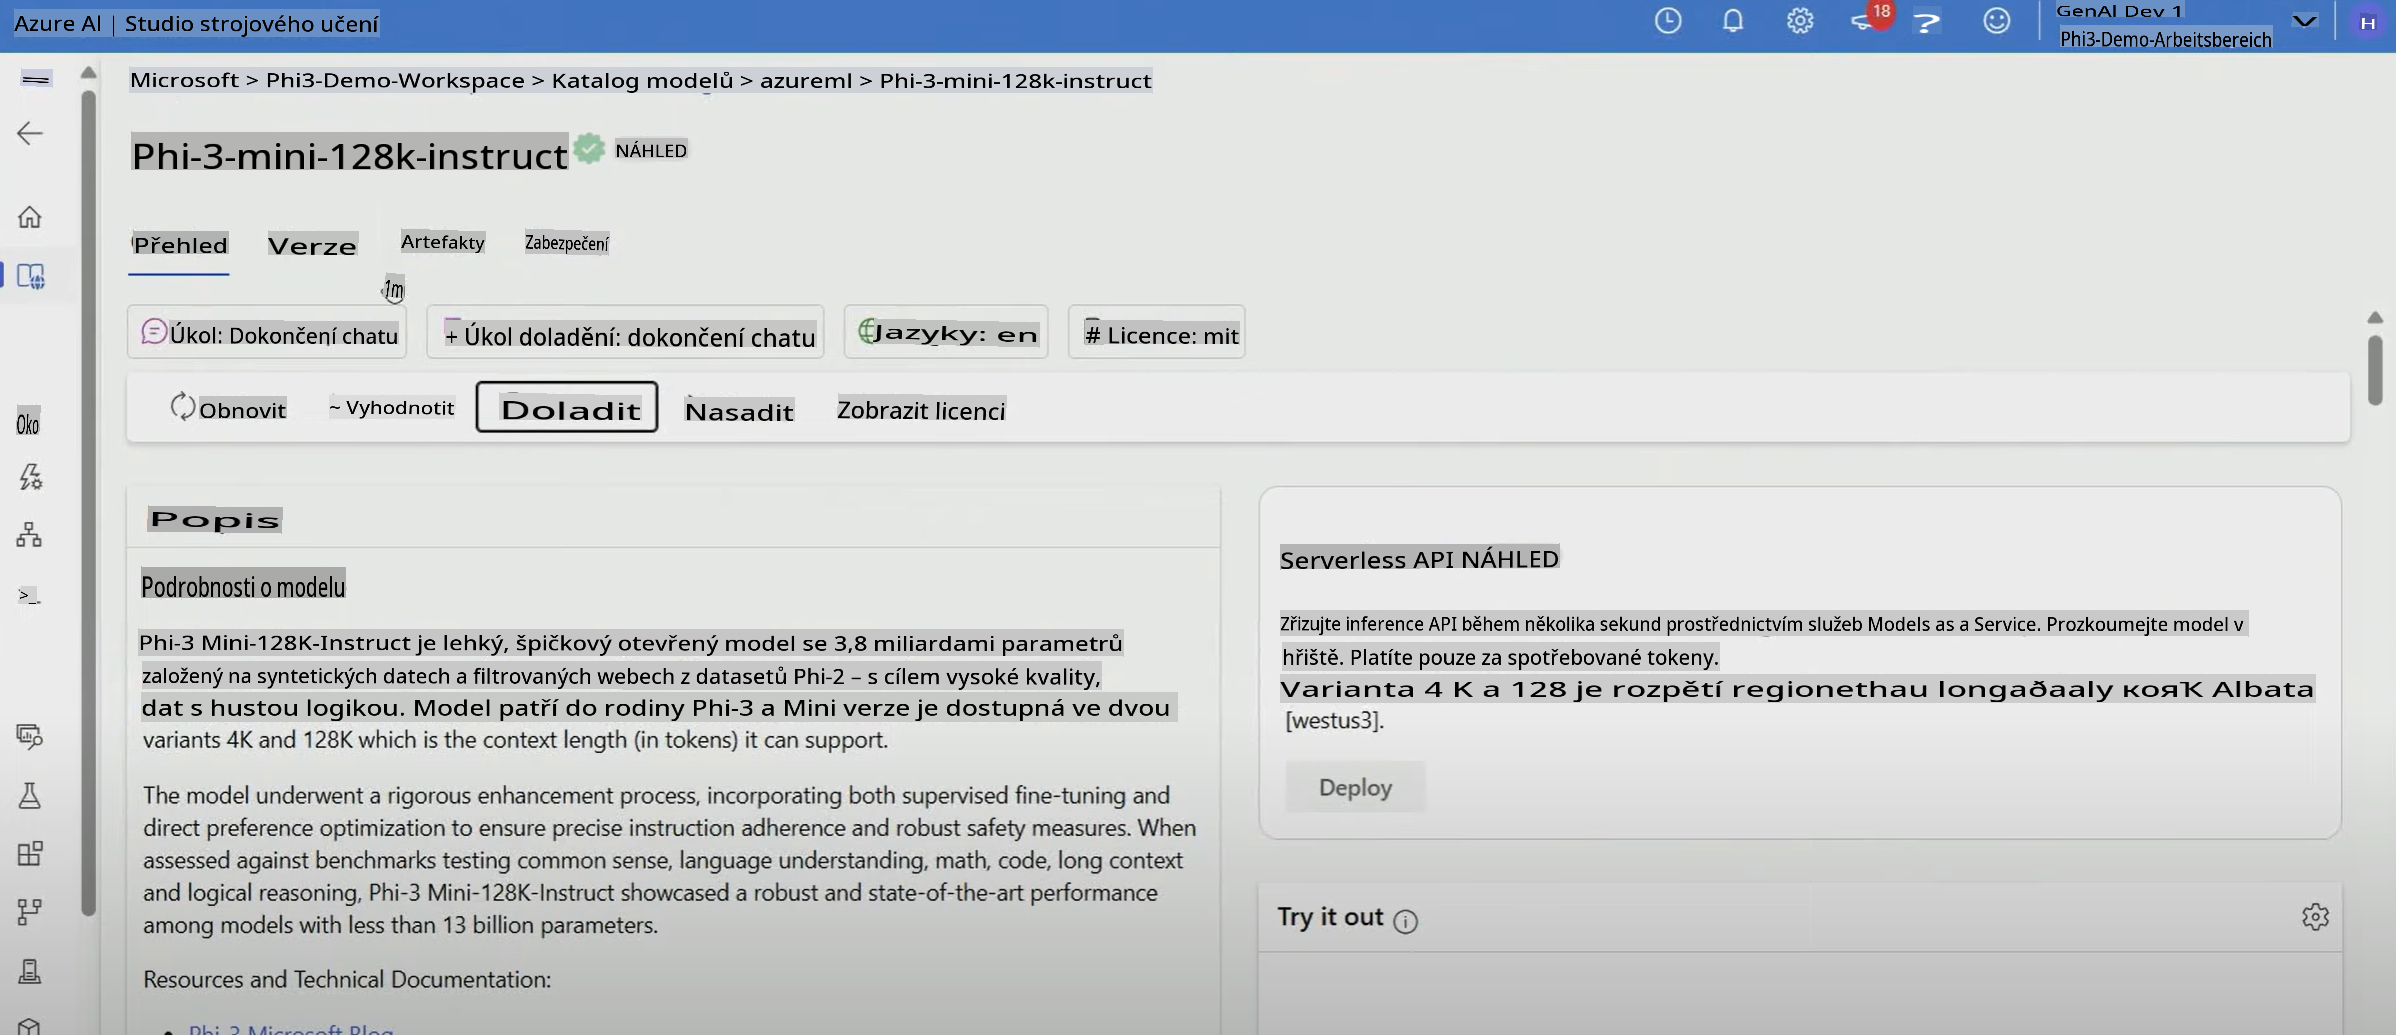 Azure AI | Studio strojového učení
18
?
GenAI Dev 1
Phi3-Demo-Arbeitsbereich
H
Microsoft > Phi3-Demo-Workspace > Katalog modelů > azureml > Phi-3-mini-128k-instruct
Phi-3-mini-128k-instruct NÁHLED
Přehled Verze Artefakty Zabezpečení
1m
Úkol: Dokončení chatu + Úkol doladění: dokončení chatu Jazyky: en # Licence: mit
Obnovit ~ Vyhodnotit Doladit Nasadit Zobrazit licenci
Oko
>_
Popis
Podrobnosti o modelu
Phi-3 Mini-128K-Instruct je lehký, špičkový otevřený model se 3,8 miliardami parametrů
založený na syntetických datech a filtrovaných webech z datasetů Phi-2 – s cílem vysoké kvality,
dat s hustou logikou. Model patří do rodiny Phi-3 a Mini verze je dostupná ve dvou
variants 4K and 128K which is the context length (in tokens) it can support.
The model underwent a rigorous enhancement process, incorporating both supervised fine-tuning and
direct preference optimization to ensure precise instruction adherence and robust safety measures. When
assessed against benchmarks testing common sense, language understanding, math, code, long context
and logical reasoning, Phi-3 Mini-128K-Instruct showcased a robust and state-of-the-art performance
among models with less than 13 billion parameters.
Resources and Technical Documentation:
• Phi-3 Microsoft Blog
Serverless API NÁHLED
Zřizujte inference API během několika sekund prostřednictvím služeb Models as a Service. Prozkoumejte model v
hřiště. Platíte pouze za spotřebované tokeny.
Varianta 4 K a 128 je rozpětí regionethau longaðaaly кояҠ Albata
[westus3].
Deploy
Try it out